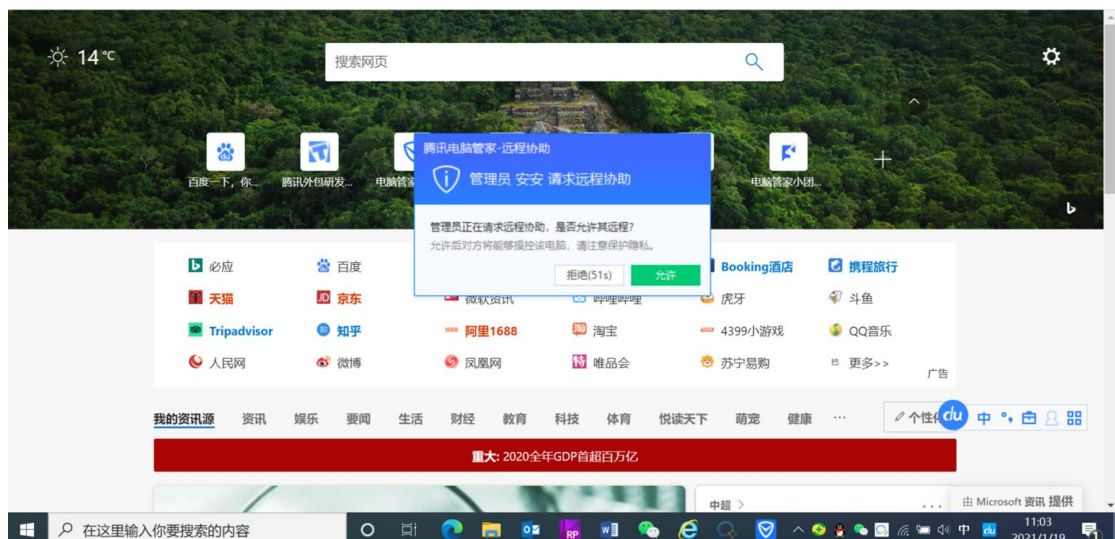 14 ℃
搜索网页
腾讯电脑管家-远程协助
管理员 安安 请求远程协助
管理员正在请求远程协助，是否允许其远程?
允许后对方将能够操控该电脑，请注意保护隐私。
拒绝(51s)
允许
百度一下，你...
腾讯外包研发...
电脑管家
电脑管家小团...
必应
百度
Booking酒店
携程旅行
天猫
京东
微软资讯
哔哩哔哩
虎牙
斗鱼
Tripadvisor
知乎
阿里1688
淘宝
4399小游戏
QQ音乐
人民网
微博
凤凰网
唯品会
苏宁易购
更多>>
广告
我的资讯源 资讯 娱乐 要闻 生活 财经 教育 科技 体育 悦读天下 萌宠 健康 ...
个性化
du 中
重大: 2020全年GDP首超百万亿
中超 >
由 Microsoft 资讯 提供
在这里输入你要搜索的内容
RP
中
du
11:03
2021/1/19